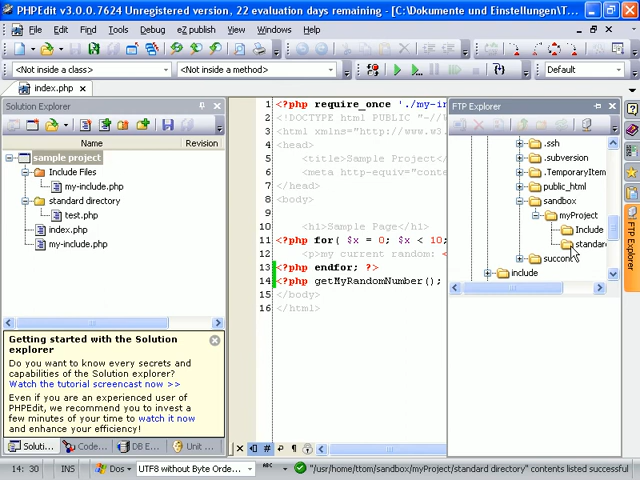 PHPEdit v3.0.0.7624 Unregistered version, 22 evaluation days remaining - [C:\Dokumente und Einstellungen\T...
File Edit Search Insert Tools Debug eZ publish View Windows Help
(Not inside a class) (Not inside a method) Default
index.php
Solution Explorer
Name Revision
sample project
Include Files
my-include.php
standard directory
test.php
index.php
my-include.php
Getting started with the Solution explorer
Do you want to know every secrets and
capabilities of the Solution explorer?
Watch the tutorial screencast now >>
Even if you are an experienced user of
PHPEdit, we recommend you to invest a
few minutes of your time to watch it now
and enhance your efficiency!
Soluti... Code... DB E... Unit ...
1 <?php require_once './my-in
2 <!DOCTYPE html PUBLIC "-//W
3 <html xmlns="http://www.w3.
4 <head>
5 <title>Sample Project</
6 <meta http-equiv="conte
7 </head>
8 <body>
9
10 <h1>Sample Page</h1>
11 <?php for( $x = 0; $x < 10;
12 <p>my current random: <
13 <?php endfor; ?>
14 <?php getMyRandomNumber();
15 </body>
16 </html>
FTP Explorer
.ssh
.subversion
.TemporaryItem
public_html
sandbox
myProject
Include
standard
include
FTP Explorer
14: 30 INS Dos UTF8 without Byte Orde... "/usr/home/ttom/sandbox/myProject/standard directory" contents listed successful